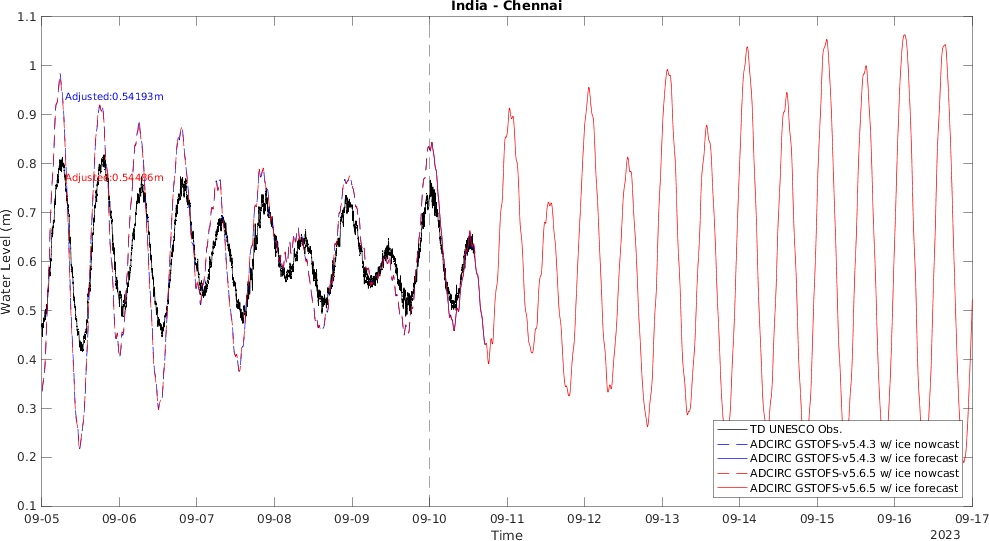 India - Chennai
1.1
1
0.9
0.8
0.7
0.6
0.5
0.4
0.3
0.2
0.1
Water Level (m)
Adjusted:0.54193m
Adjusted:0.54436m
TD UNESCO Obs.
ADCIRC GSTOFS-v5.4.3 w/ ice nowcast
ADCIRC GSTOFS-v5.4.3 w/ ice forecast
ADCIRC GSTOFS-v5.6.5 w/ ice nowcast
ADCIRC GSTOFS-v5.6.5 w/ ice forecast
09-05 09-06 09-07 09-08 09-09 09-10 09-11 09-12 09-13 09-14 09-15 09-16 09-17
Time
2023